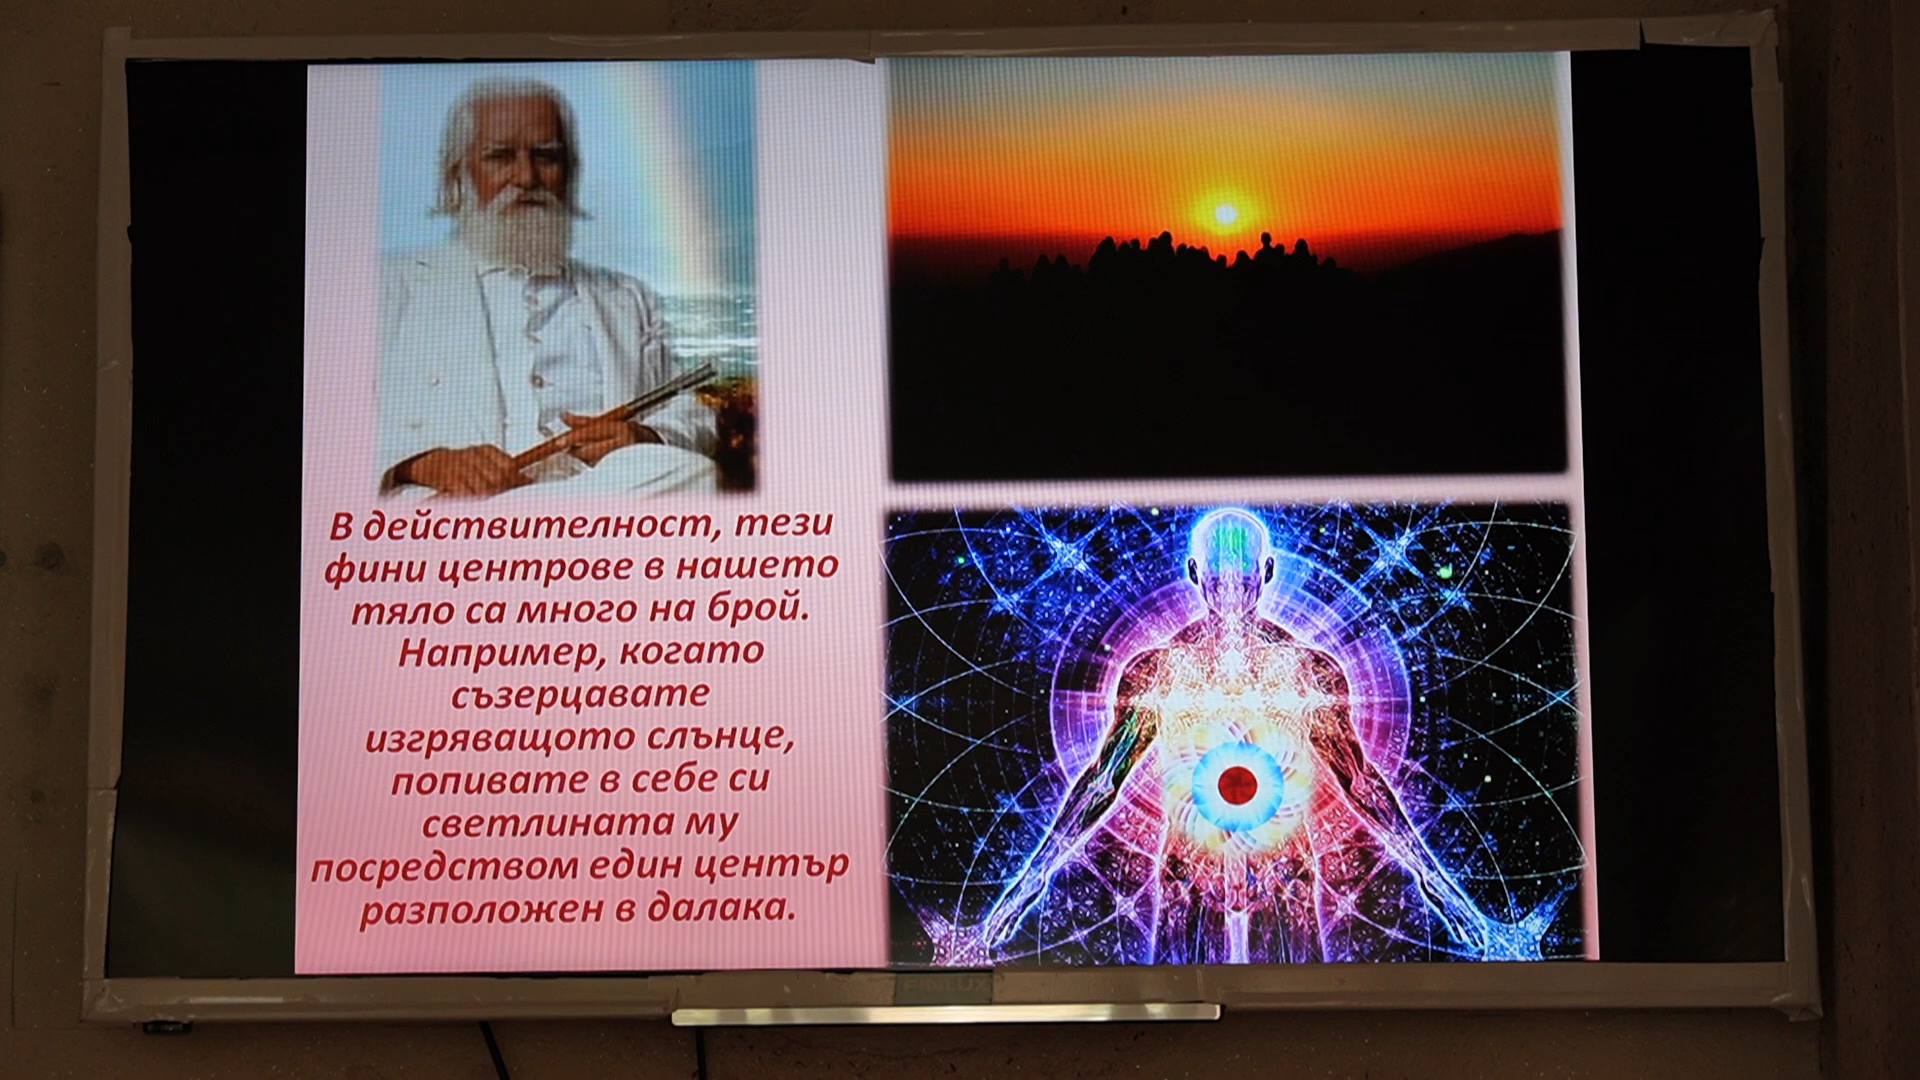 В действителност, тези
фини центрове в нашето
тяло са много на брой.
Например, когато
съзерцавате
изгряващото слънце,
попивате в себе си
светлината му
посредством един център
разположен в далака.
FINLUX